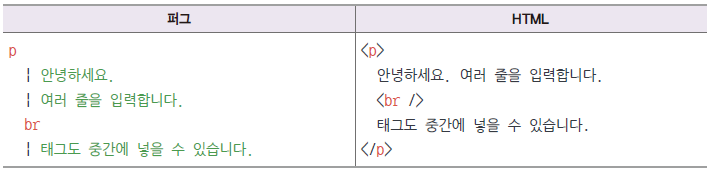 퍼그
p
| 안녕하세요.
| 여러 줄을 입력합니다.
br
| 태그도 중간에 넣을 수 있습니다.
HTML
<p>
안녕하세요. 여러 줄을 입력합니다.
<br />
태그도 중간에 넣을 수 있습니다.
</p>